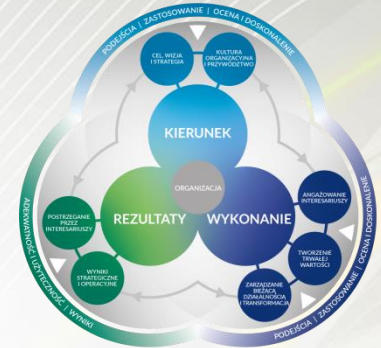 PODEJŚCIA | ZASTOSOWANIE | OCENA I DOSKONALENIE
CEL, WIZJA
I STRATEGIA
KULTURA
ORGANIZACYJNA
I PRZYWÓDZTWO
KIERUNEK
ORGANIZACJA
REZULTATY
WYKONANIE
POSTRZEGANIE
PRZEZ
INTERESARIUSZY
WYNIKI
STRATEGICZNE
I OPERACYJNE
ANGAŻOWANIE
INTERESARIUSZY
TWORZENIE
TRWAŁEJ
WARTOŚCI
ZARZĄDZANIE
BIEŻĄCĄ
DZIAŁALNOŚCIĄ
I TRANSFORMACJĄ
ADEKWATNOŚĆ I UŻYTECZNOŚĆ | WYNIKI
PODEJŚCIA | ZASTOSOWANIE | OCENA I DOSKONALENIE